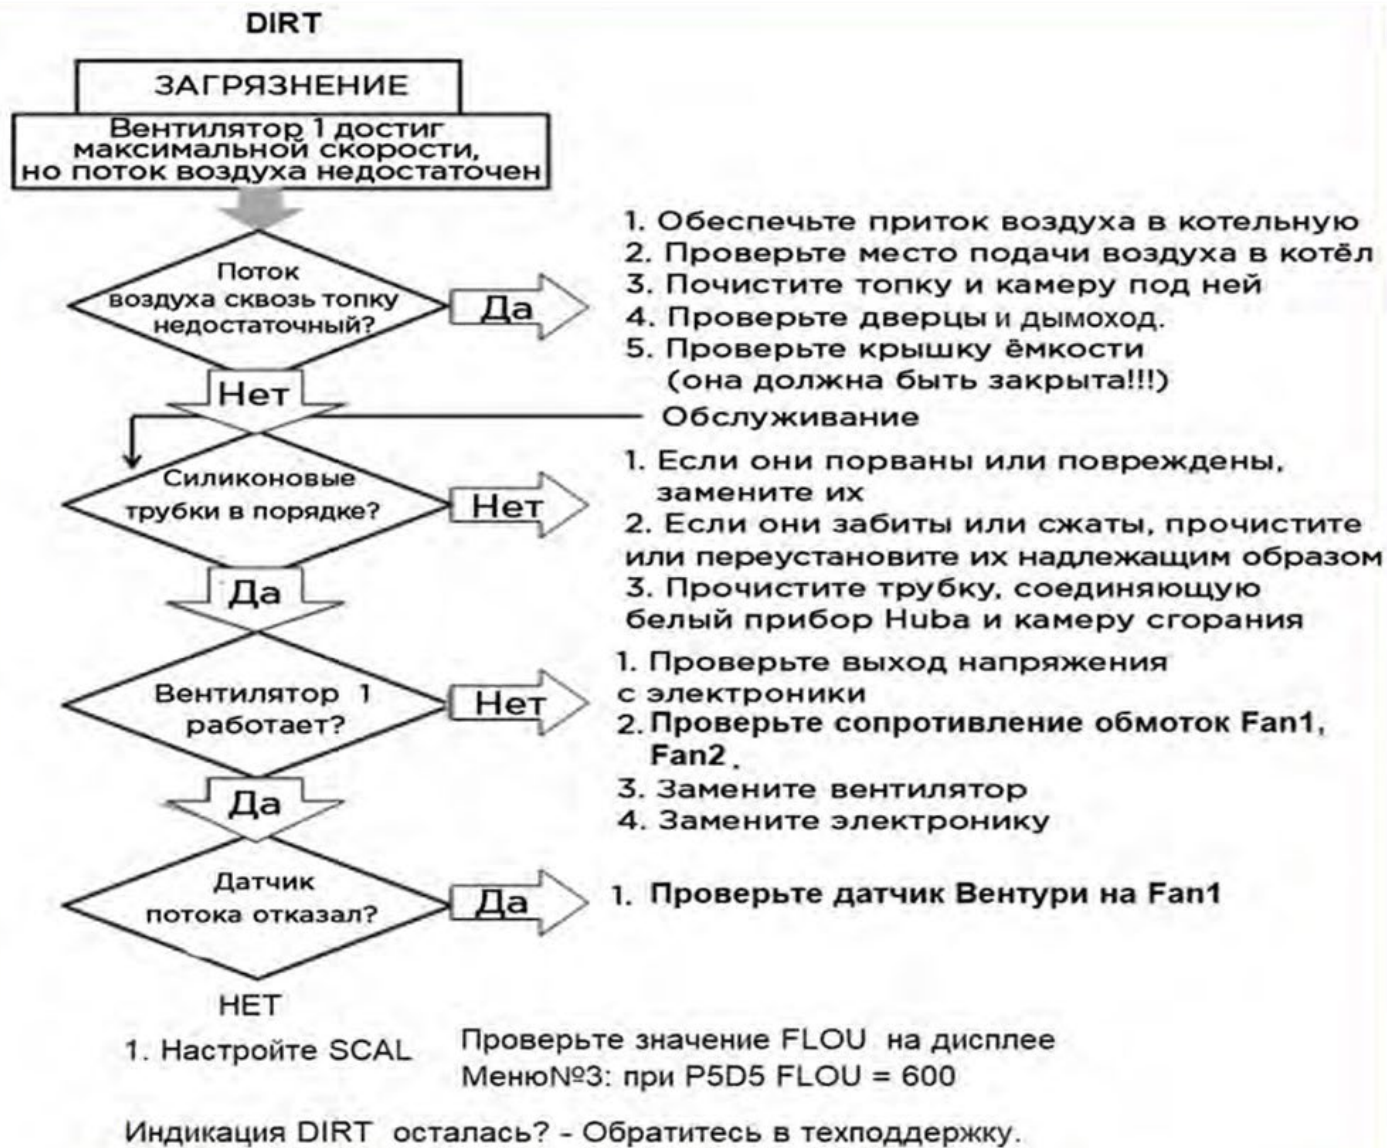 DIRT
ЗАГРЯЗНЕНИЕ
Вентилятор 1 достиг
максимальной скорости,
но поток воздуха недостаточен
Поток
воздуха сквозь топку
недостаточный?
Да
1. Обеспечьте приток воздуха в котельную
2. Проверьте место подачи воздуха в котёл
3. Почистите топку и камеру под ней
4. Проверьте дверцы и дымоход.
5. Проверьте крышку ёмкости
(она должна быть закрыта!!!)
Нет
Обслуживание
Силиконовые
трубки в порядке?
Нет
1. Если они порваны или повреждены,
замените их
2. Если они забиты или сжаты, прочистите
или переустановите их надлежащим образом
3. Прочистите трубку, соединяющую
белый прибор Huba и камеру сгорания
Да
Вентилятор 1
работает?
Нет
1. Проверьте выход напряжения
с электроники
2. Проверьте сопротивление обмоток Fan1,
Fan2.
3. Замените вентилятор
4. Замените электронику
Да
Датчик
потока отказал?
Да
1. Проверьте датчик Вентури на Fan1
НЕТ
1. Настройте SCAL
Проверьте значение FLOU на дисплее
Меню№3: при P5D5 FLOU = 600
Индикация DIRT осталась? - Обратитесь в техподдержку.